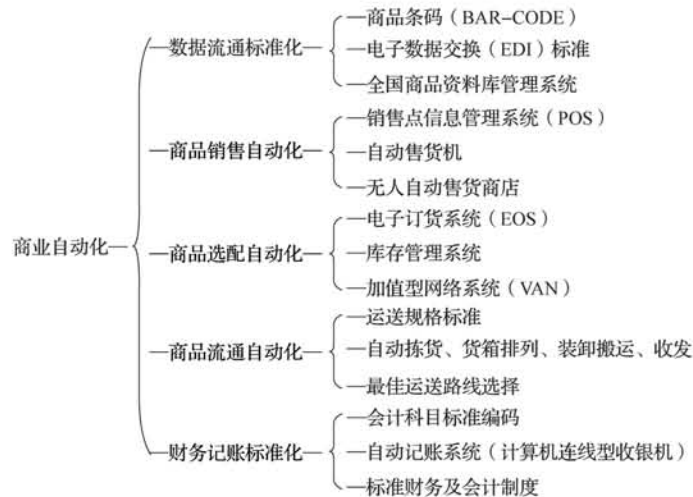 商品条码（BAR-CODE）
数据流通标准化
电子数据交换（EDI）标准
全国商品资料库管理系统
销售点信息管理系统（POS）
商品销售自动化
自动售货机
无人自动售货商店
电子订货系统（EOS）
商业自动化
商品选配自动化
库存管理系统
加值型网络系统（VAN）
运送规格标准
商品流通自动化
自动拣货、货箱排列、装卸搬运、收发
最佳运送路线选择
会计科目标准编码
财务记账标准化
自动记账系统（计算机连线型收银机）
标准财务及会计制度